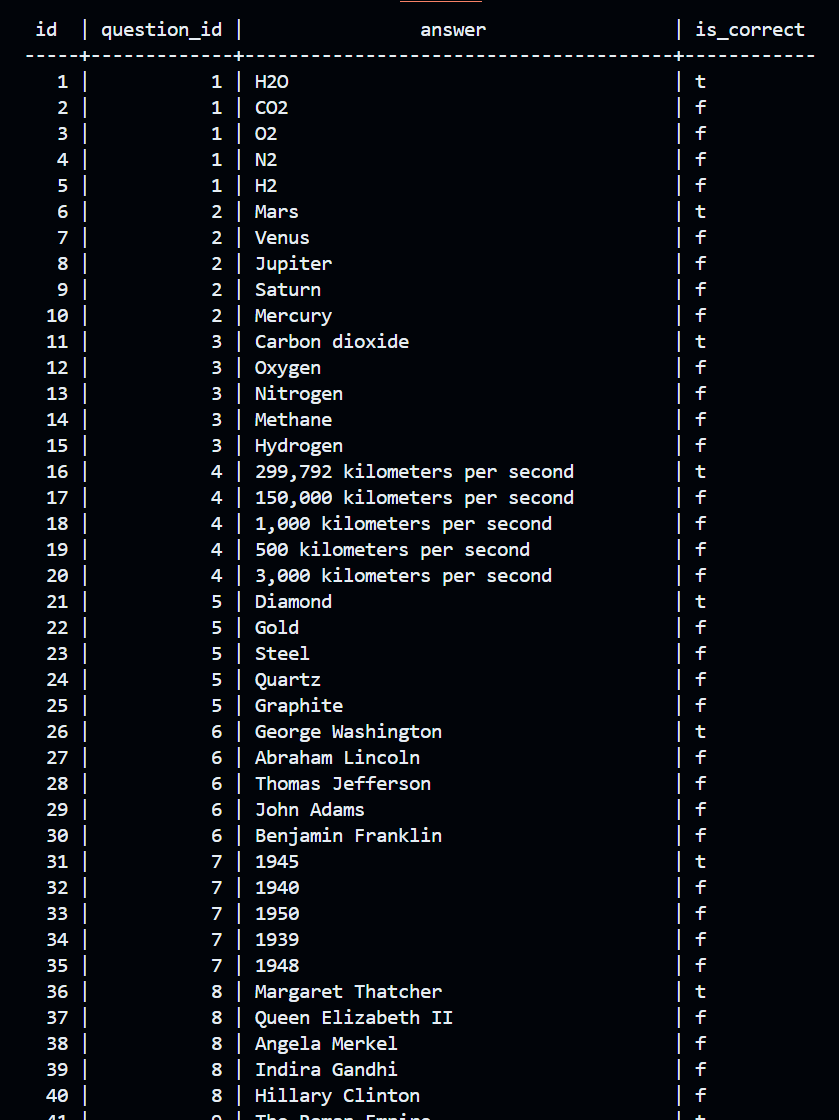 id | question_id | answer | is_correct
-----+-------------+---------------------------------------+------------
1 | 1 | H2O | t
2 | 1 | CO2 | f
3 | 1 | O2 | f
4 | 1 | N2 | f
5 | 1 | H2 | f
6 | 2 | Mars | t
7 | 2 | Venus | f
8 | 2 | Jupiter | f
9 | 2 | Saturn | f
10 | 2 | Mercury | f
11 | 3 | Carbon dioxide | t
12 | 3 | Oxygen | f
13 | 3 | Nitrogen | f
14 | 3 | Methane | f
15 | 3 | Hydrogen | f
16 | 4 | 299,792 kilometers per second | t
17 | 4 | 150,000 kilometers per second | f
18 | 4 | 1,000 kilometers per second | f
19 | 4 | 500 kilometers per second | f
20 | 4 | 3,000 kilometers per second | f
21 | 5 | Diamond | t
22 | 5 | Gold | f
23 | 5 | Steel | f
24 | 5 | Quartz | f
25 | 5 | Graphite | f
26 | 6 | George Washington | t
27 | 6 | Abraham Lincoln | f
28 | 6 | Thomas Jefferson | f
29 | 6 | John Adams | f
30 | 6 | Benjamin Franklin | f
31 | 7 | 1945 | t
32 | 7 | 1940 | f
33 | 7 | 1950 | f
34 | 7 | 1939 | f
35 | 7 | 1948 | f
36 | 8 | Margaret Thatcher | t
37 | 8 | Queen Elizabeth II | f
38 | 8 | Angela Merkel | f
39 | 8 | Indira Gandhi | f
40 | 8 | Hillary Clinton | f
41 | 9 | The Roman Empire | t